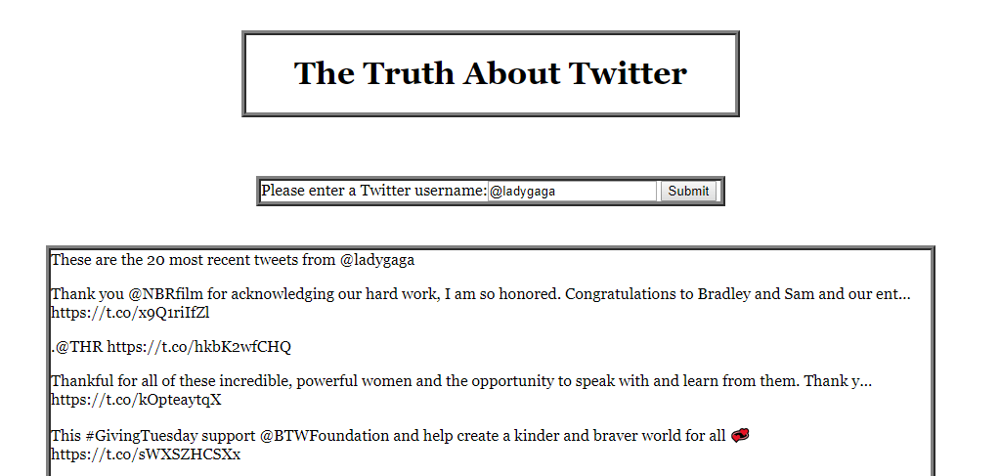 The Truth About Twitter
Please enter a Twitter username:@ladygaga Submit
These are the 20 most recent tweets from @ladygaga
Thank you @NBRfilm for acknowledging our hard work, I am so honored. Congratulations to Bradley and Sam and our ent...
https://t.co/x9Q1riIfZl
.@THR https://t.co/hkbK2wfCHQ
Thankful for all of these incredible, powerful women and the opportunity to speak with and learn from them. Thank y...
https://t.co/kOpteaytqX
This #GivingTuesday support @BTWFoundation and help create a kinder and braver world for all
https://t.co/sWXSZHCSXx